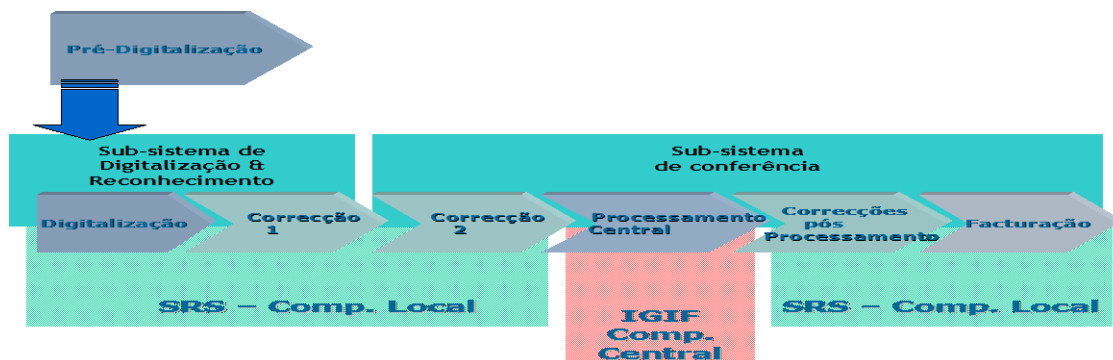 Pré-Digitalização
Sub-sistema de
Digitalização &
Reconhecimento
Sub-sistema
de conferência
Digitalização
Correcção
1
Correcção
2
Processamento
Central
Correcções
pós
Processamento
Facturação
SRS – Comp. Local
IGIF
Comp.
Central
SRS – Comp. Local